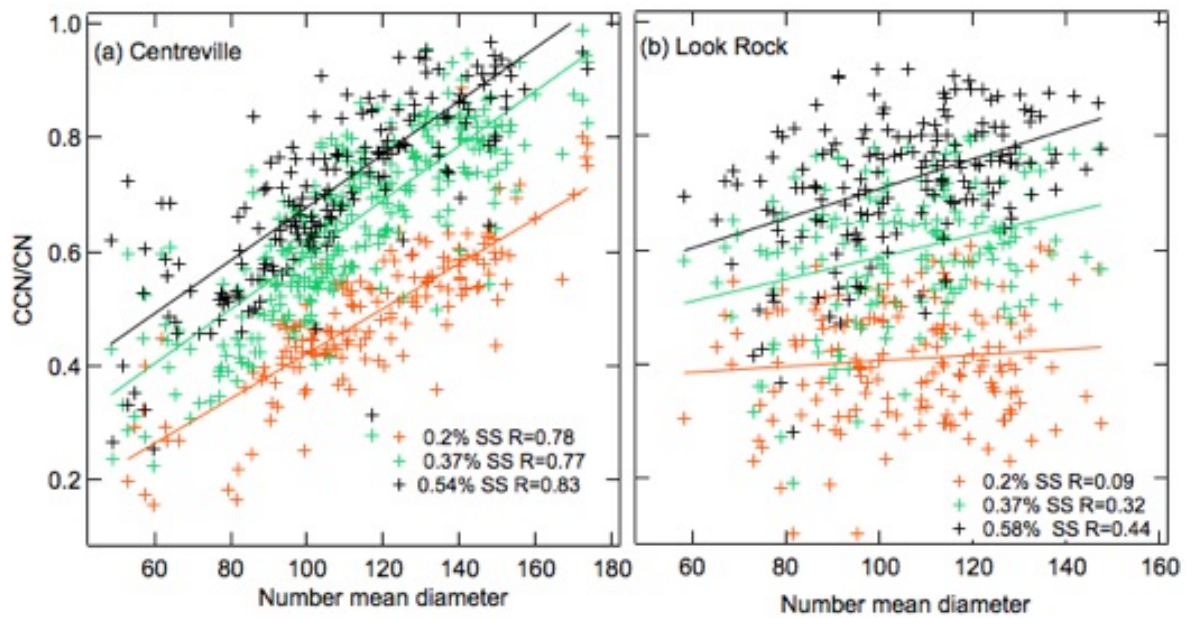 1.0
0.8
0.6
0.4
0.2
CCN/CN
(a) Centreville
0.2% SS R=0.78
0.37% SS R=0.77
0.54% SS R=0.83
60 80 100 120 140 160 180
Number mean diameter
(b) Look Rock
0.2% SS R=0.09
0.37% SS R=0.32
0.58% SS R=0.44
60 80 100 120 140 160
Number mean diameter